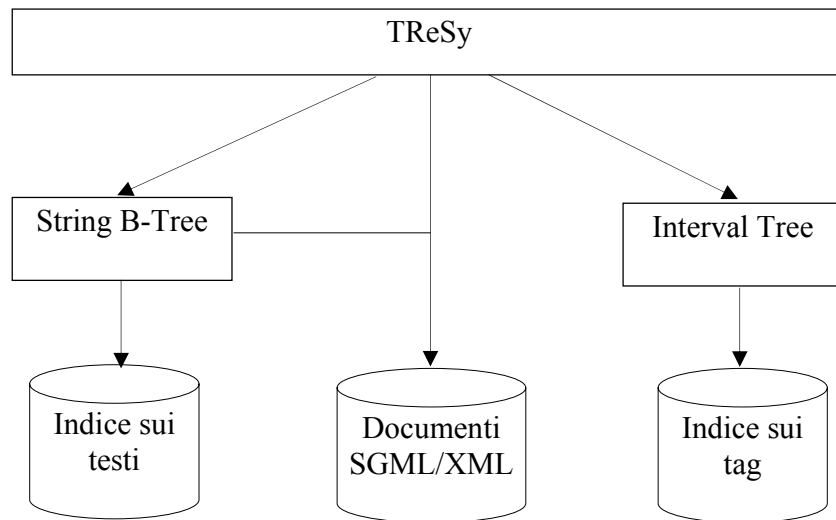 TReSy
String B-Tree
Interval Tree
Indice sui
testi
Documenti
SGML/XML
Indice sui
tag